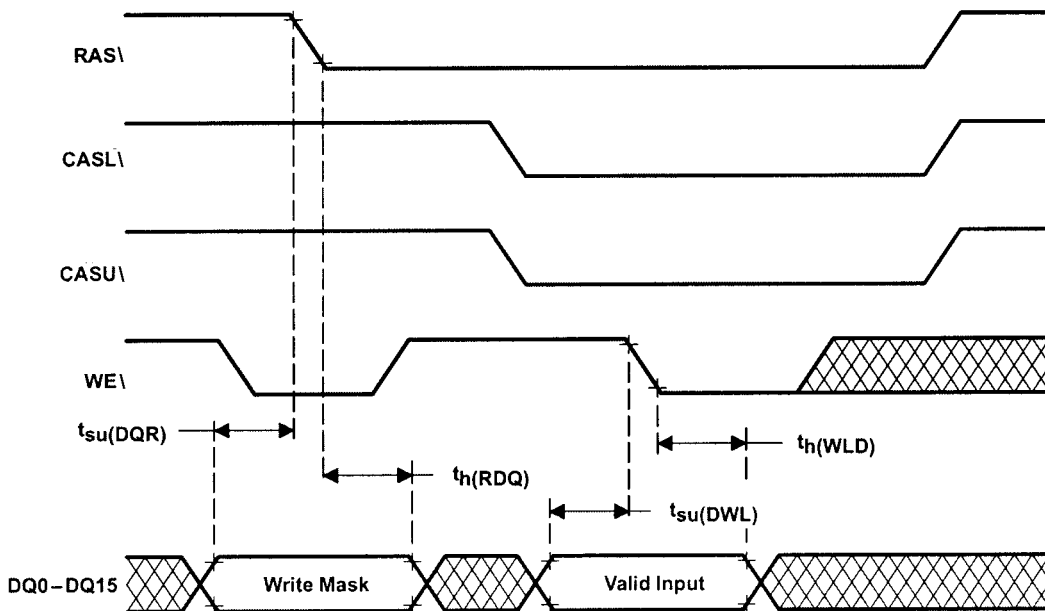 RAS\
CASL\
CASU\
WE\
tsu(DQR)
th(WLD)
th(RDQ)
tsu(DWL)
DQ0–DQ15
Write Mask
Valid Input